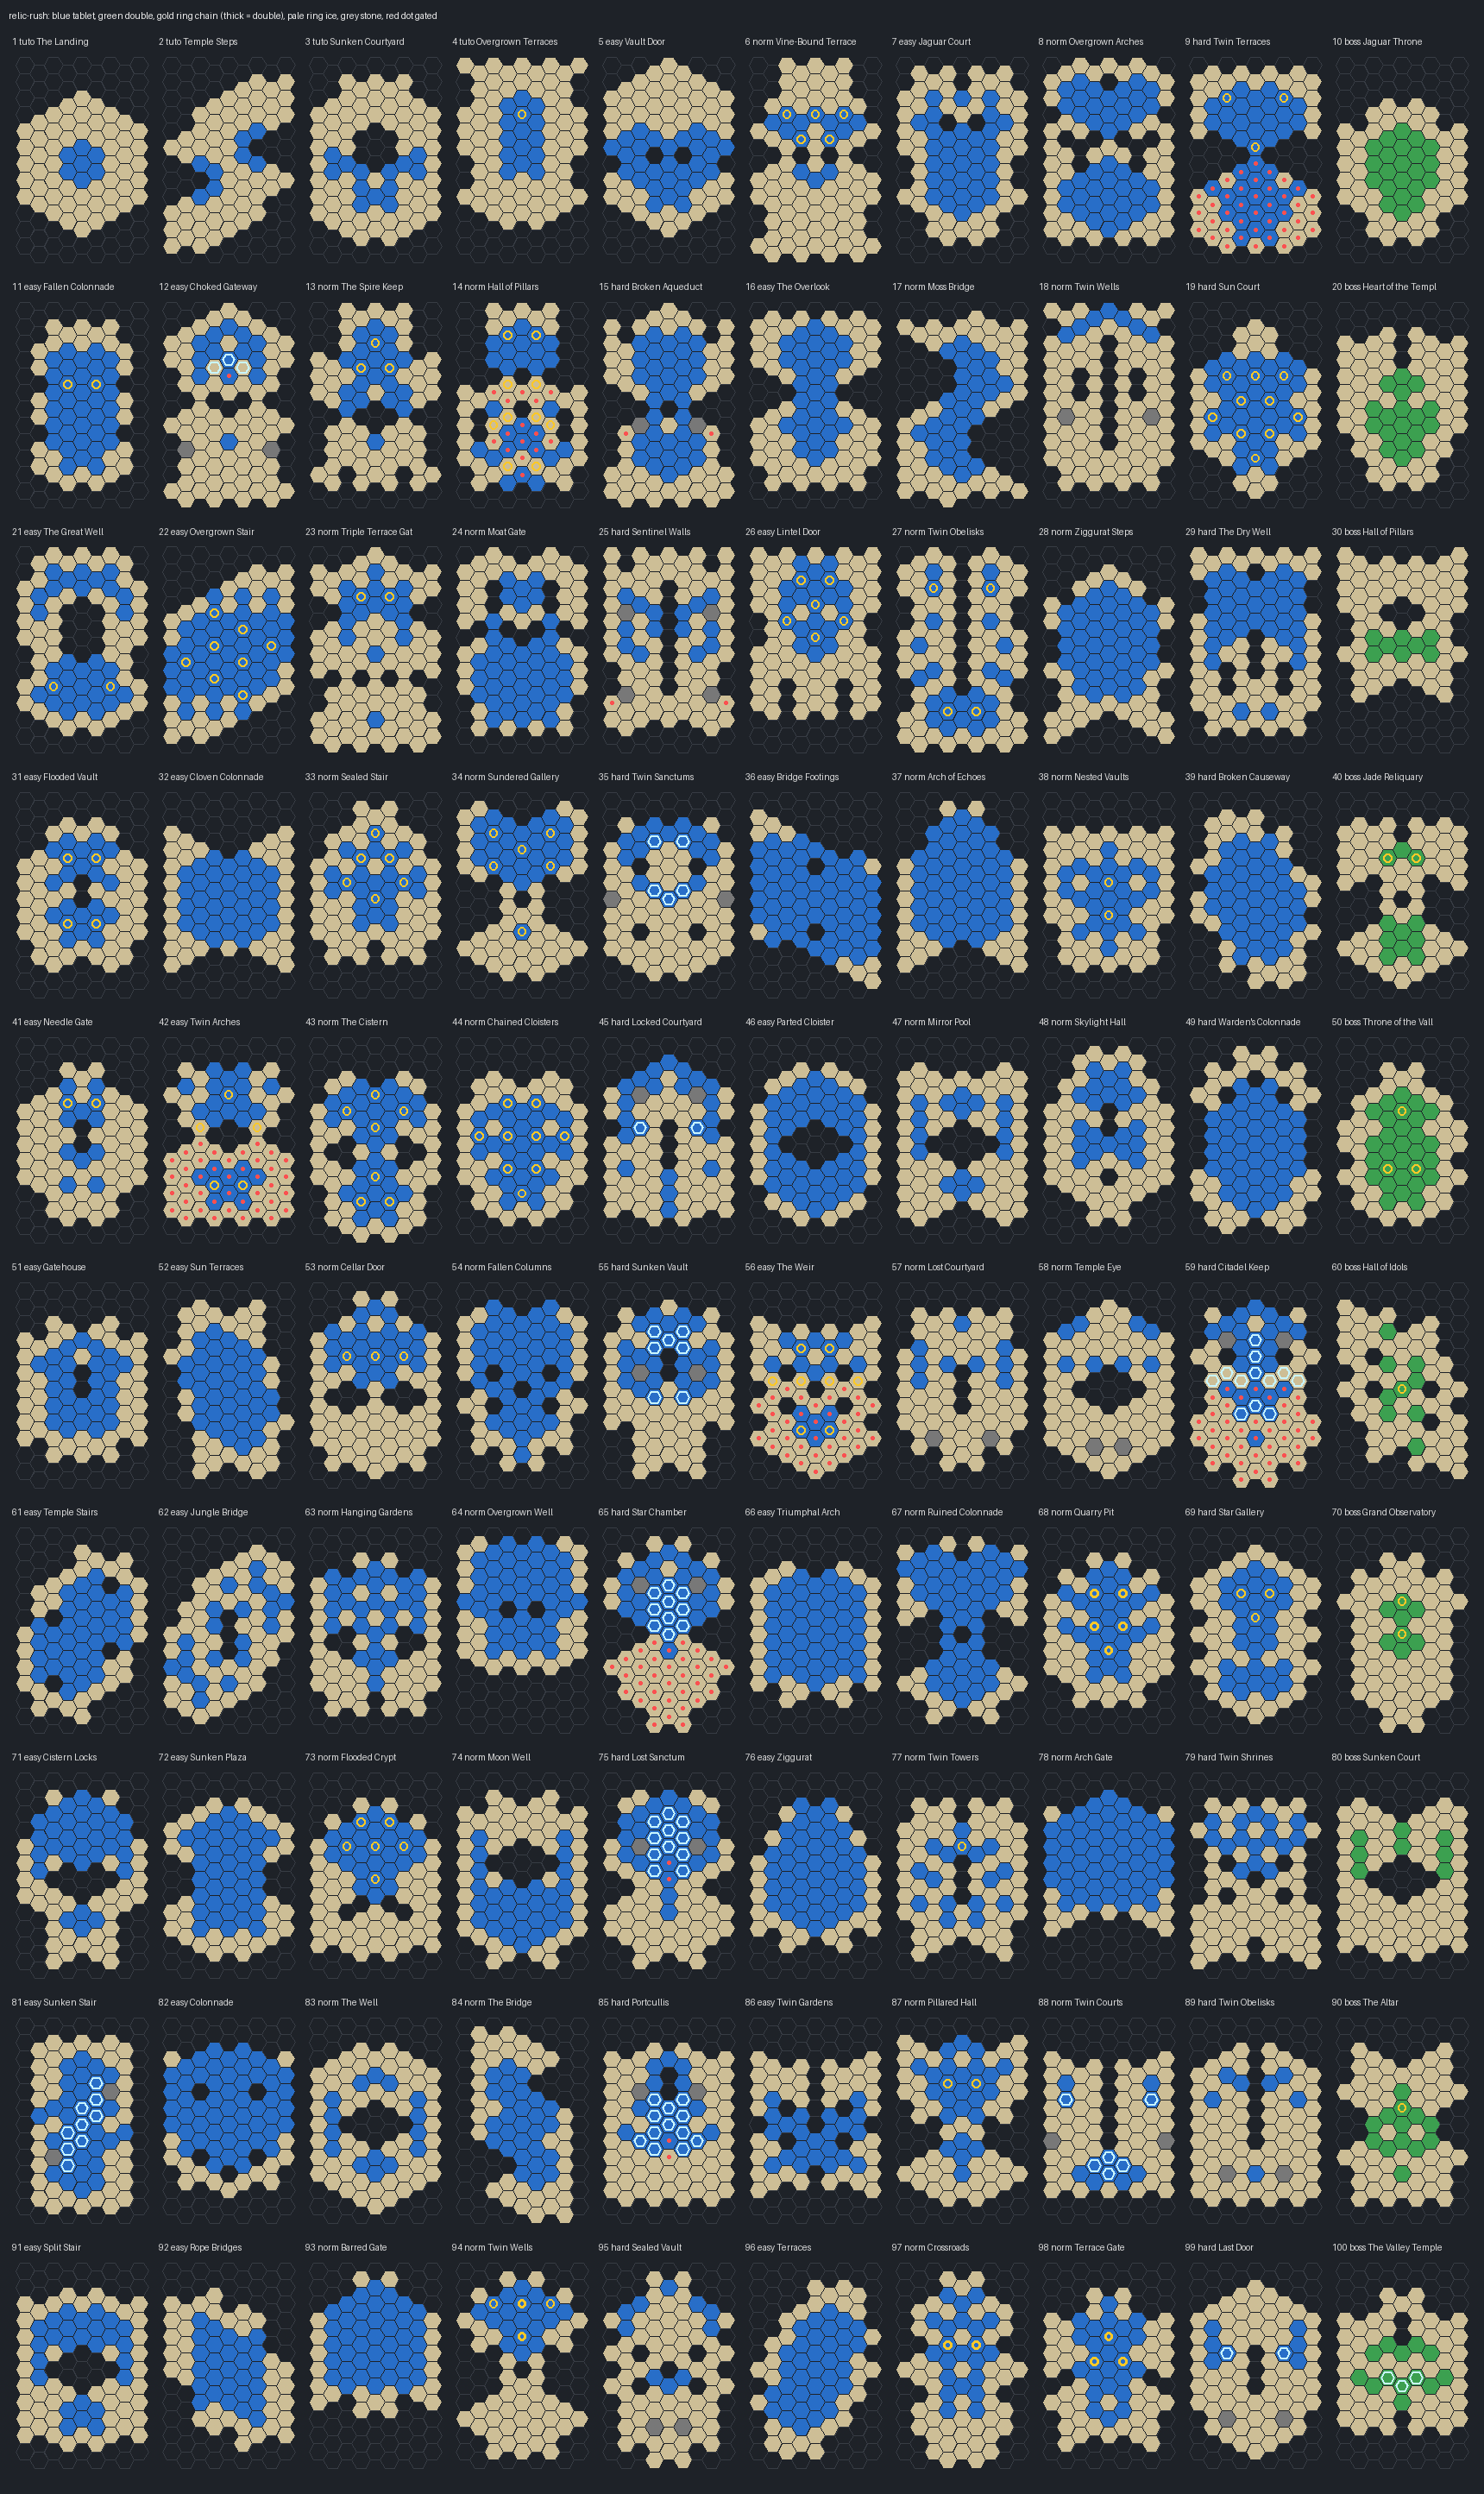 relic-rush: blue tablet, green double, gold ring chain (thick = double), pale ring ice, grey stone, red dot gated
1 tuto The Landing
2 tuto Temple Steps
3 tuto Sunken Courtyard
4 tuto Overgrown Terraces
5 easy Vault Door
6 norm Vine-Bound Terrace
7 easy Jaguar Court
8 norm Overgrown Arches
9 hard Twin Terraces
10 boss Jaguar Throne
11 easy Fallen Colonnade
12 easy Choked Gateway
13 norm The Spire Keep
14 norm Hall of Pillars
15 hard Broken Aqueduct
16 easy The Overlook
17 norm Moss Bridge
18 norm Twin Wells
19 hard Sun Court
20 boss Heart of the Templ
21 easy The Great Well
22 easy Overgrown Stair
23 norm Triple Terrace Gat
24 norm Moat Gate
25 hard Sentinel Walls
26 easy Lintel Door
27 norm Twin Obelisks
28 norm Ziggurat Steps
29 hard The Dry Well
30 boss Hall of Pillars
31 easy Flooded Vault
32 easy Cloven Colonnade
33 norm Sealed Stair
34 norm Sundered Gallery
35 hard Twin Sanctums
36 easy Bridge Footings
37 norm Arch of Echoes
38 norm Nested Vaults
39 hard Broken Causeway
40 boss Jade Reliquary
41 easy Needle Gate
42 easy Twin Arches
43 norm The Cistern
44 norm Chained Cloisters
45 hard Locked Courtyard
46 easy Parted Cloister
47 norm Mirror Pool
48 norm Skylight Hall
49 hard Warden's Colonnade
50 boss Throne of the Vall
51 easy Gatehouse
52 easy Sun Terraces
53 norm Cellar Door
54 norm Fallen Columns
55 hard Sunken Vault
56 easy The Weir
57 norm Lost Courtyard
58 norm Temple Eye
59 hard Citadel Keep
60 boss Hall of Idols
61 easy Temple Stairs
62 easy Jungle Bridge
63 norm Hanging Gardens
64 norm Overgrown Well
65 hard Star Chamber
66 easy Triumphal Arch
67 norm Ruined Colonnade
68 norm Quarry Pit
69 hard Star Gallery
70 boss Grand Observatory
71 easy Cistern Locks
72 easy Sunken Plaza
73 norm Flooded Crypt
74 norm Moon Well
75 hard Lost Sanctum
76 easy Ziggurat
77 norm Twin Towers
78 norm Arch Gate
79 hard Twin Shrines
80 boss Sunken Court
81 easy Sunken Stair
82 easy Colonnade
83 norm The Well
84 norm The Bridge
85 hard Portcullis
86 easy Twin Gardens
87 norm Pillared Hall
88 norm Twin Courts
89 hard Twin Obelisks
90 boss The Altar
91 easy Split Stair
92 easy Rope Bridges
93 norm Barred Gate
94 norm Twin Wells
95 hard Sealed Vault
96 easy Terraces
97 norm Crossroads
98 norm Terrace Gate
99 hard Last Door
100 boss The Valley Temple